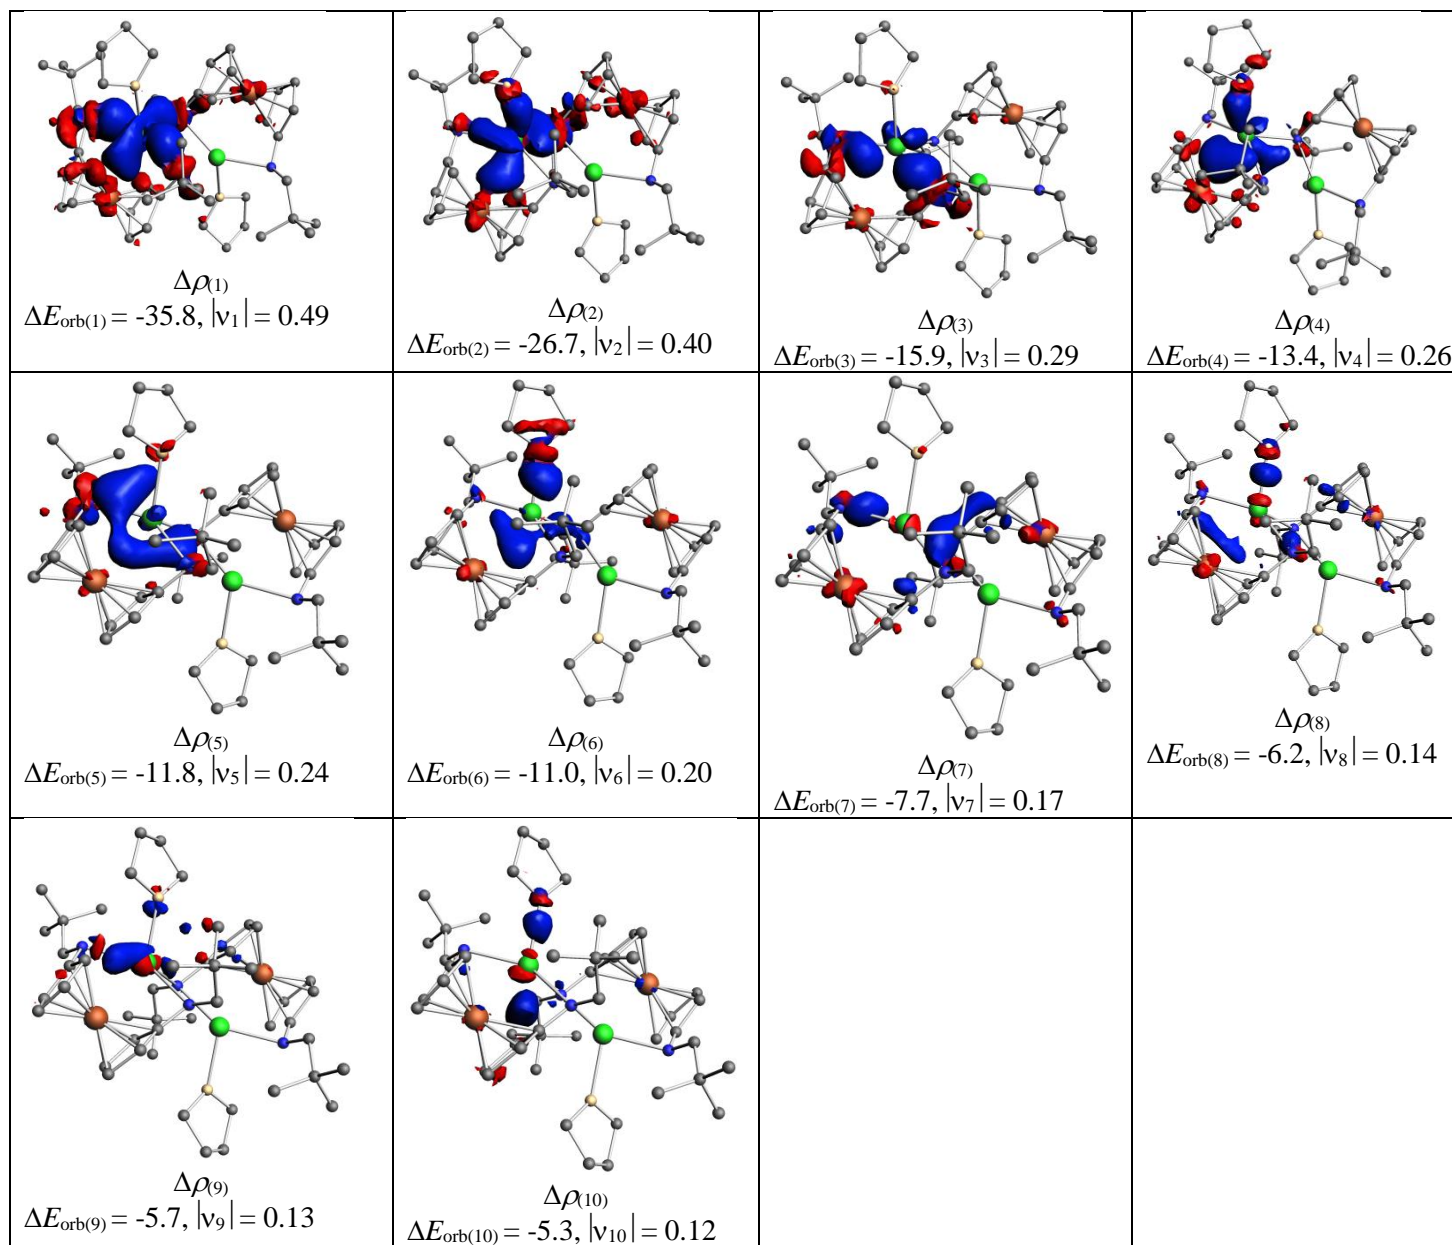 Δρ(1)
ΔEorb(1) = -35.8, |ν1| = 0.49
Δρ(2)
ΔEorb(2) = -26.7, |ν2| = 0.40
Δρ(3)
ΔEorb(3) = -15.9, |ν3| = 0.29
Δρ(4)
ΔEorb(4) = -13.4, |ν4| = 0.26
Δρ(5)
ΔEorb(5) = -11.8, |ν5| = 0.24
Δρ(6)
ΔEorb(6) = -11.0, |ν6| = 0.20
Δρ(7)
ΔEorb(7) = -7.7, |ν7| = 0.17
Δρ(8)
ΔEorb(8) = -6.2, |ν8| = 0.14
Δρ(9)
ΔEorb(9) = -5.7, |ν9| = 0.13
Δρ(10)
ΔEorb(10) = -5.3, |ν10| = 0.12